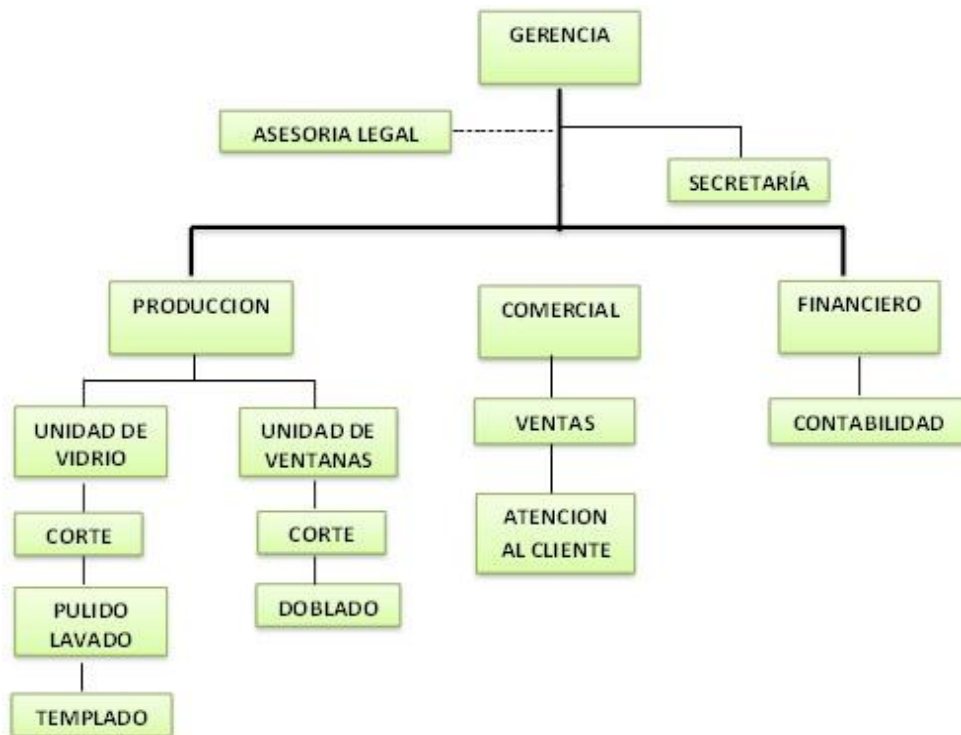 GERENCIA
ASESORIA LEGAL
SECRETARÍA
PRODUCCION
COMERCIAL
FINANCIERO
UNIDAD DE
VIDRIO
UNIDAD DE
VENTANAS
VENTAS
CONTABILIDAD
CORTE
CORTE
ATENCION
AL CLIENTE
PULIDO
LAVADO
DOBLADO
TEMPLADO